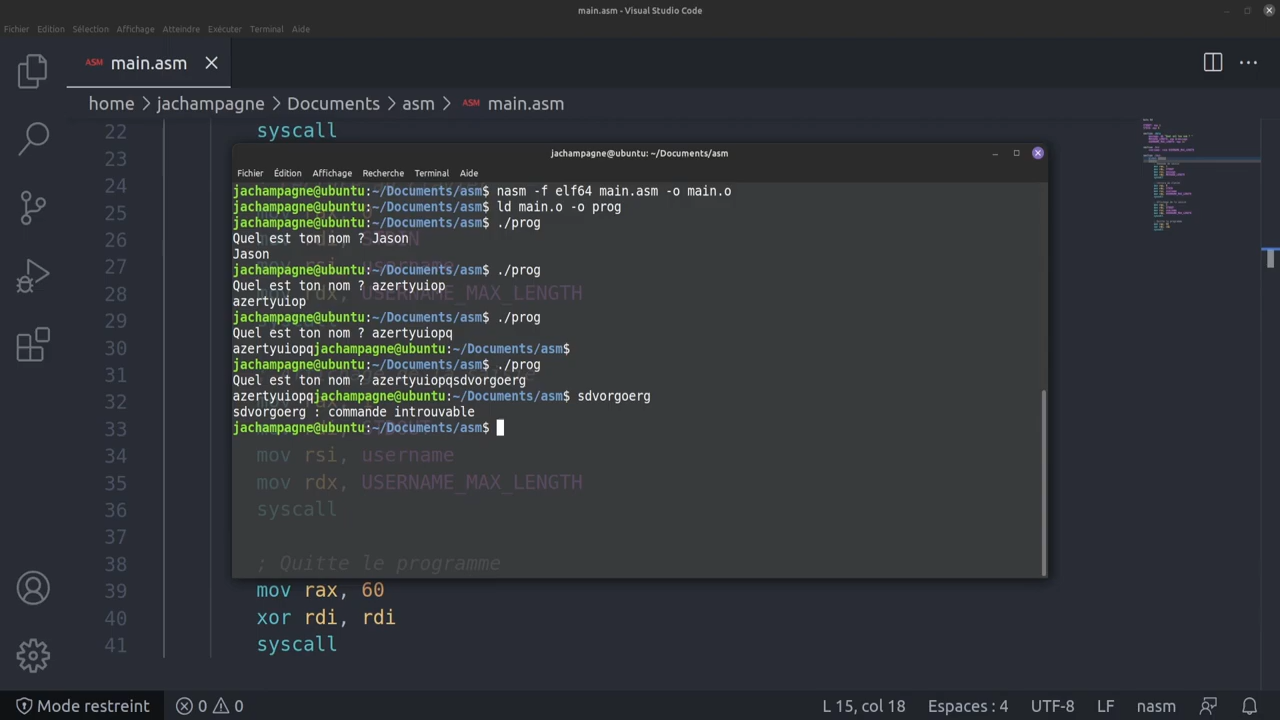 main.asm - Visual Studio Code
Fichier Edition Sélection Affichage Atteindre Exécuter Terminal Aide
ASM main.asm
home > jachampagne > Documents > asm > ASM main.asm
22 syscall
jachampagne@ubuntu: ~/Documents/asm
Fichier Édition Affichage Recherche Terminal Aide
jachampagne@ubuntu:~/Documents/asm$ nasm -f elf64 main.asm -o main.o
jachampagne@ubuntu:~/Documents/asm$ ld main.o -o prog
jachampagne@ubuntu:~/Documents/asm$ ./prog
Quel est ton nom ? Jason
Jason
jachampagne@ubuntu:~/Documents/asm$ ./prog
Quel est ton nom ? azertyuiop
azertyuiop
jachampagne@ubuntu:~/Documents/asm$ ./prog
Quel est ton nom ? azertyuiopq
azertyuiopqjachampagne@ubuntu:~/Documents/asm$
jachampagne@ubuntu:~/Documents/asm$ ./prog
Quel est ton nom ? azertyuiopqsdvorgoerg
azertyuiopqjachampagne@ubuntu:~/Documents/asm$ sdvorgoerg
sdvorgoerg : commande introuvable
jachampagne@ubuntu:~/Documents/asm$
23
24
25
26
27
28 USERNAME_MAX_LENGTH
29
30
31
32
33
34 mov rsi, username
35 mov rdx, USERNAME_MAX_LENGTH
36 syscall
37
38 ; Quitte le programme
39 mov rax, 60
40 xor rdi, rdi
41 syscall
Mode restreint 0 0 L 15, col 18 Espaces : 4 UTF-8 LF nasm